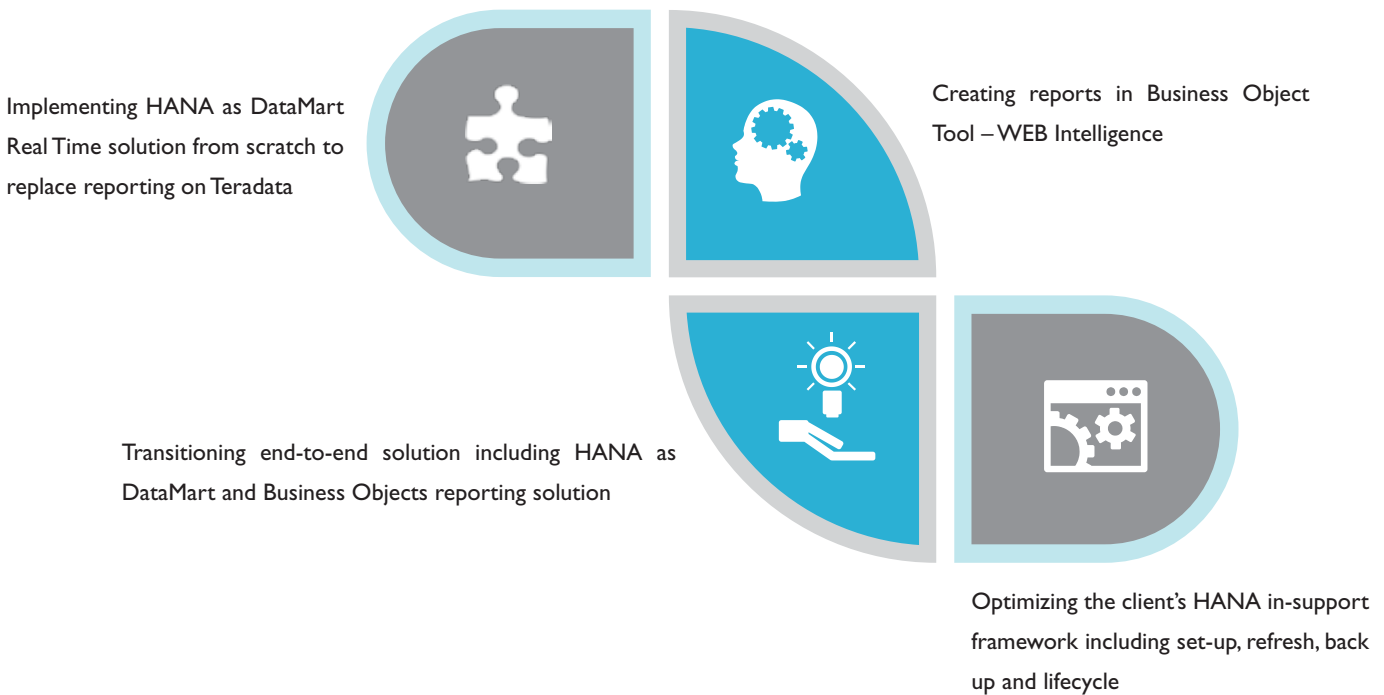 Implementing HANA as DataMart
Real Time solution from scratch to
replace reporting on Teradata
Creating reports in Business Object
Tool – WEB Intelligence
Transitioning end-to-end solution including HANA as
DataMart and Business Objects reporting solution
Optimizing the client’s HANA in-support
framework including set-up, refresh, back
up and lifecycle